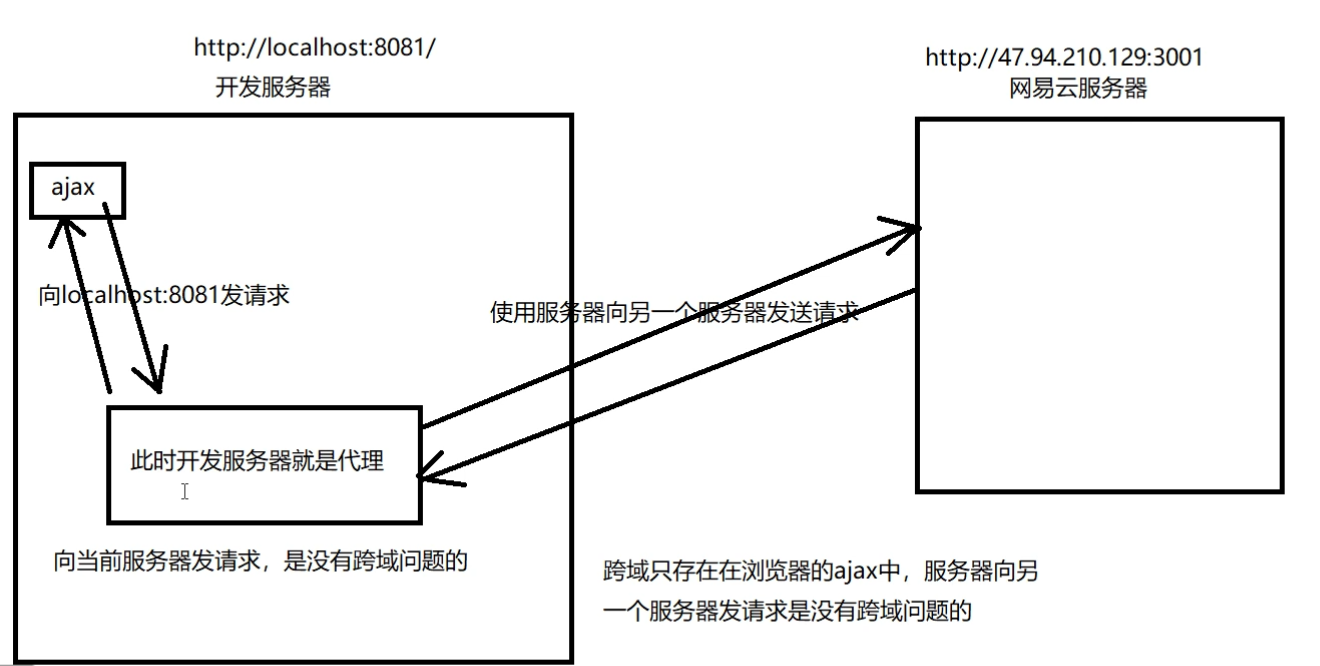 http://localhost:8081/
开发服务器
http://47.94.210.129:3001
网易云服务器
ajax
向localhost:8081发请求
使用服务器向另一个服务器发送请求
此时开发服务器就是代理
向当前服务器发请求，是没有跨域问题的
跨域只存在在浏览器的ajax中，服务器向另
一个服务器发请求是没有跨域问题的